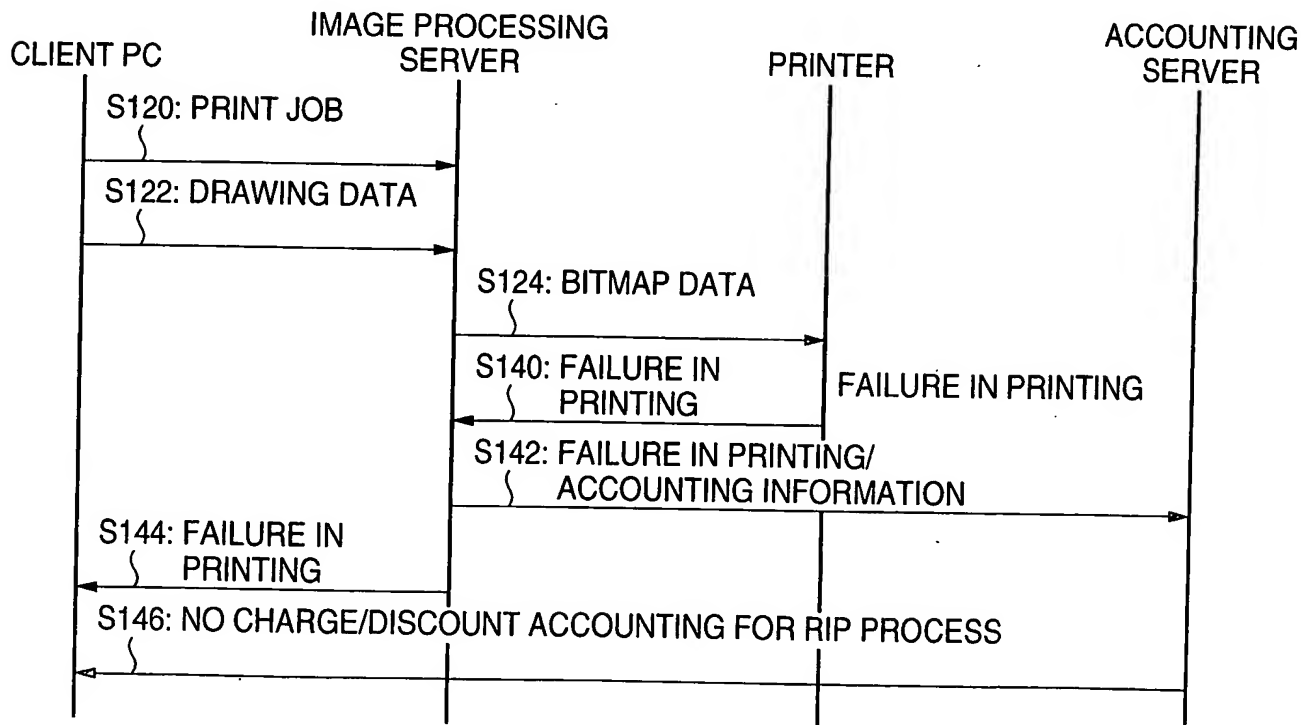 CLIENT PC
IMAGE PROCESSING
SERVER
PRINTER
ACCOUNTING
SERVER
S120: PRINT JOB
S122: DRAWING DATA
S124: BITMAP DATA
S140: FAILURE IN
PRINTING
FAILURE IN PRINTING
S142: FAILURE IN PRINTING/
ACCOUNTING INFORMATION
S144: FAILURE IN
PRINTING
S146: NO CHARGE/DISCOUNT ACCOUNTING FOR RIP PROCESS